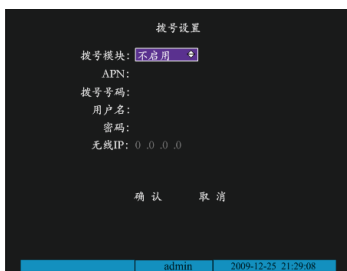 拨号设置
拨号模块: 不启用
APN:
拨号号码:
用户名:
密码:
无线IP: 0 .0 .0 .0
确 认 取 消
admin 2009-12-25 21:29:08